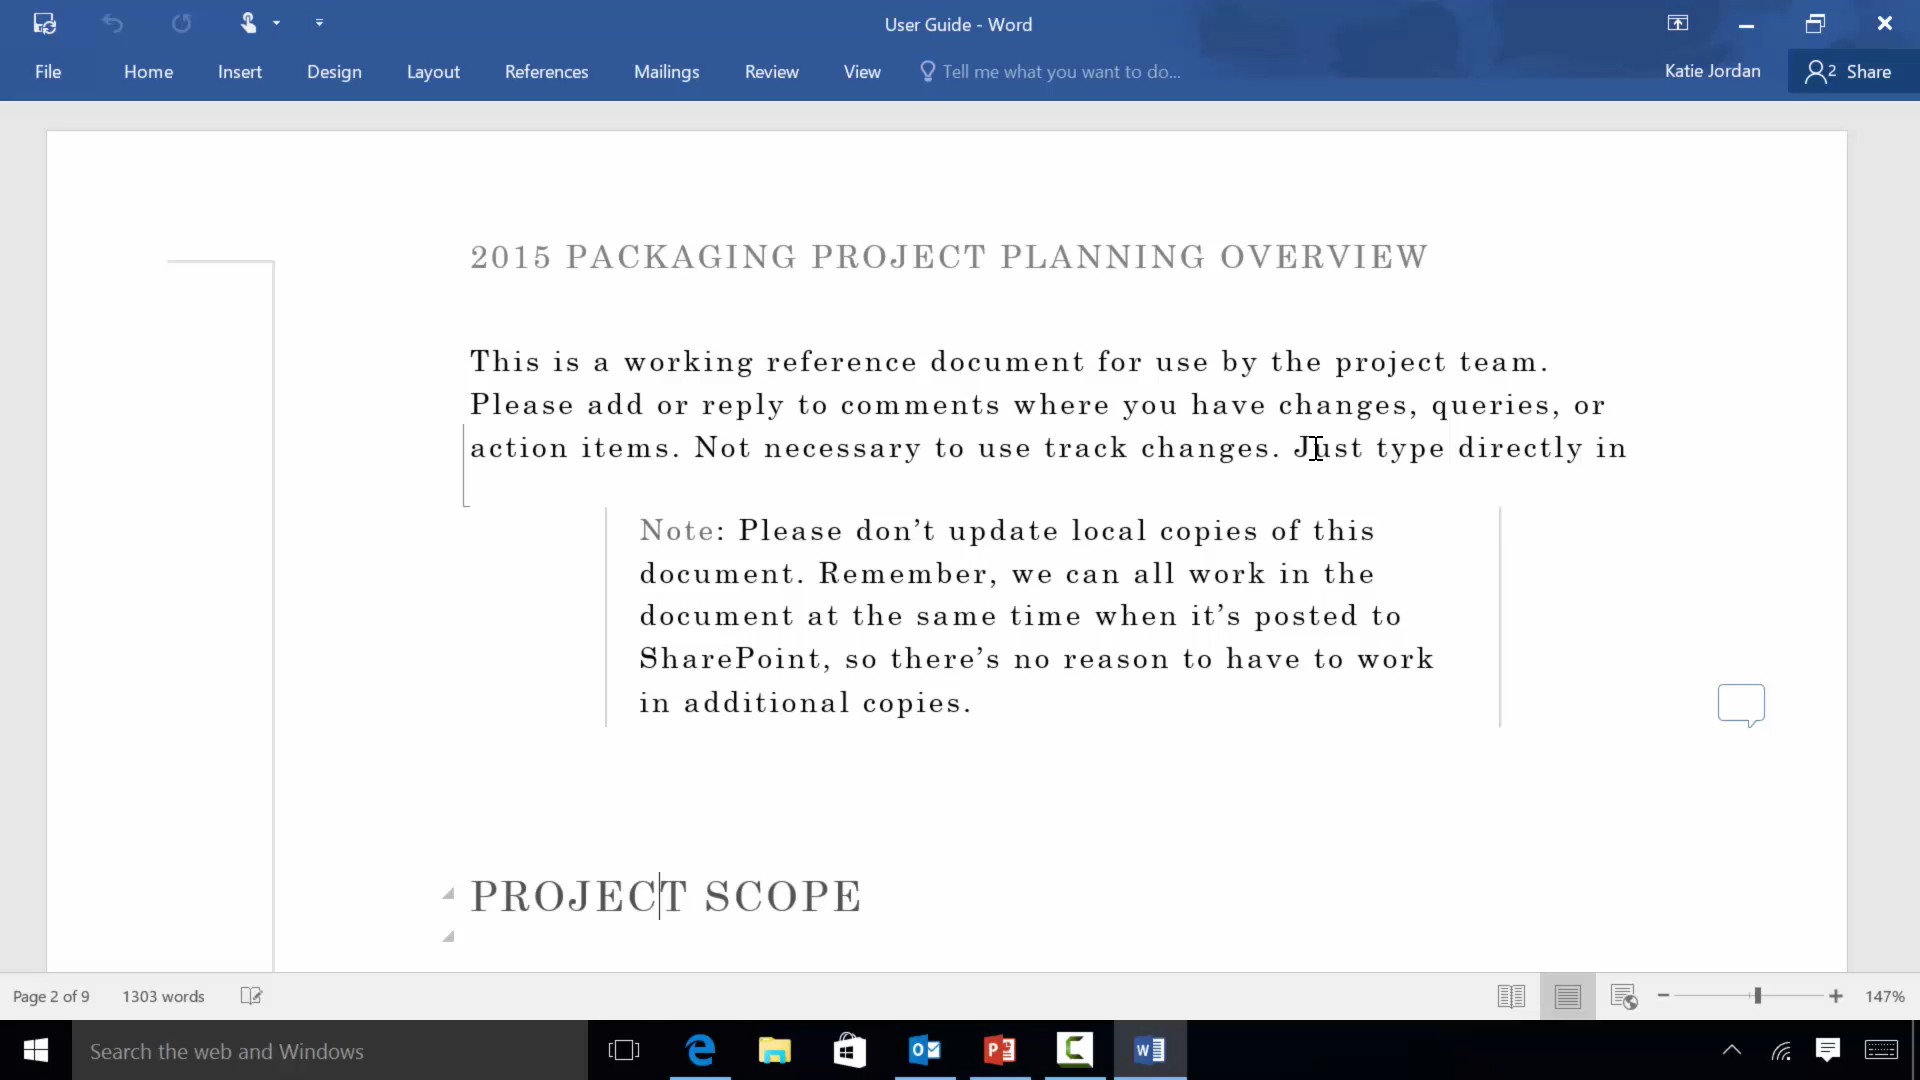 User Guide - Word
File Home Insert Design Layout References Mailings Review View Tell me what you want to do... Katie Jordan 2 Share
2015 PACKAGING PROJECT PLANNING OVERVIEW
This is a working reference document for use by the project team.
Please add or reply to comments where you have changes, queries, or
action items. Not necessary to use track changes. Just type directly in
Note: Please don’t update local copies of this
document. Remember, we can all work in the
document at the same time when it’s posted to
SharePoint, so there’s no reason to have to work
in additional copies.
PROJECT SCOPE
Page 2 of 9 1303 words 147%
Search the web and Windows